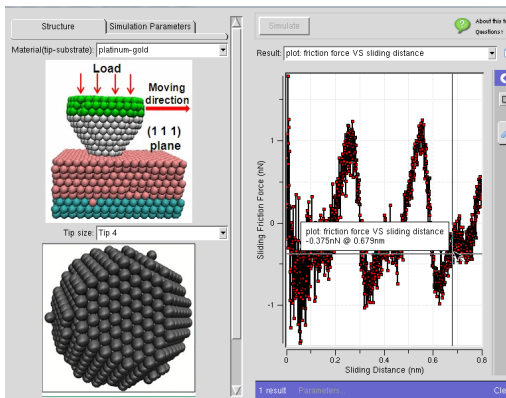 Structure
Simulation Parameters
Material(tip-substrate): platinum-gold
Load
Moving
direction
(1 1 1)
plane
Tip size: Tip 4
Simulate
About this to
Questions?
Result: plot: friction force VS sliding distance
Sliding Friction Force (nN)
1
0
-1
plot: friction force VS sliding distance
-0.375nN @ 0.679nm
0
0.2
0.4
0.6
0.8
Sliding Distance (nm)
1 result
Parameters...
Cle